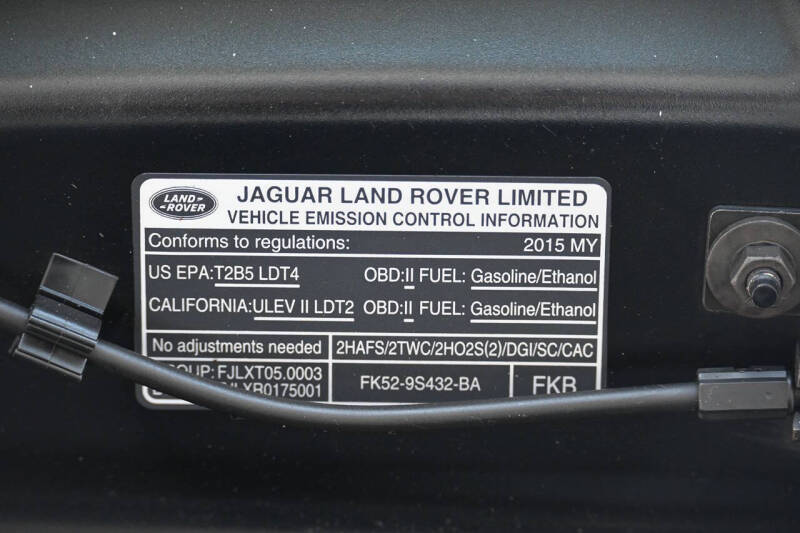 LAND ROVER
JAGUAR LAND ROVER LIMITED
VEHICLE EMISSION CONTROL INFORMATION
Conforms to regulations: 2015 MY
US EPA:T2B5 LDT4 OBD:II FUEL: Gasoline/Ethanol
CALIFORNIA:ULEV II LDT2 OBD:II FUEL: Gasoline/Ethanol
No adjustments needed 2HAFS/2TWC/2HO2S(2)/DGI/SC/CAC
GROUP: FJLXT05.0003 FK52-9S432-BA FKB
JLXR0175001